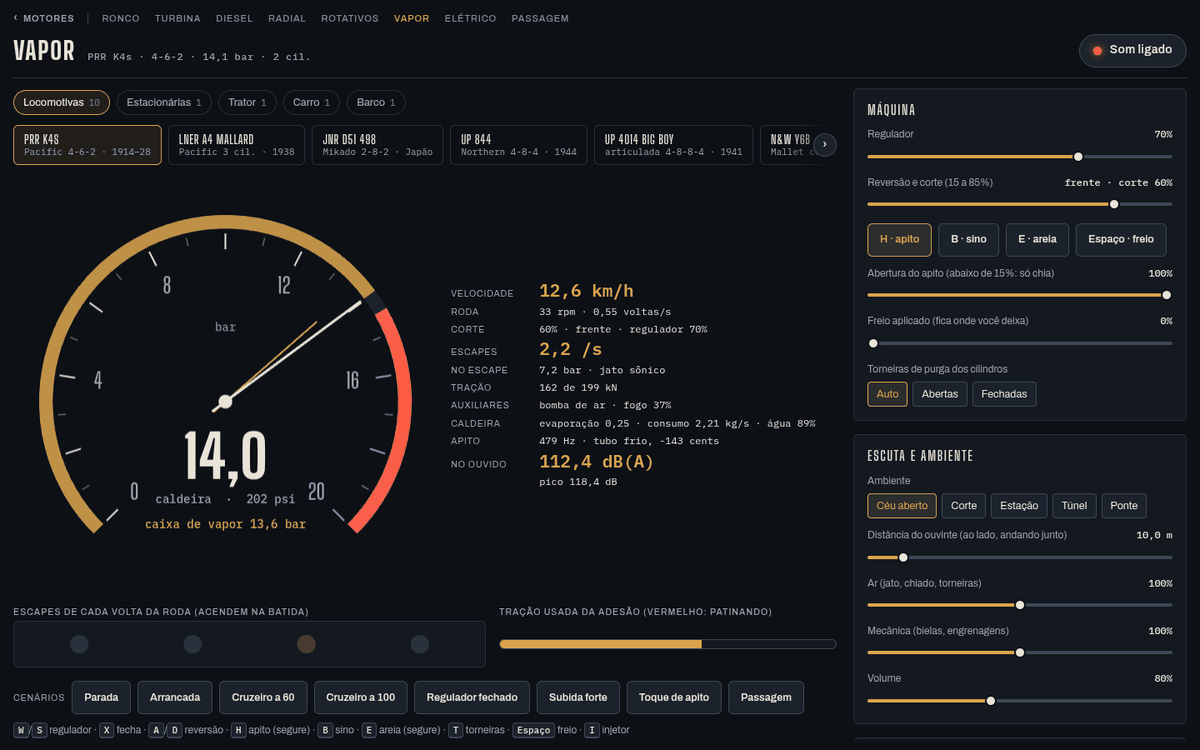 ‹ MOTORES RONCO TURBINA DIESEL RADIAL ROTATIVOS VAPOR ELÉTRICO PASSAGEM
VAPOR PRR K4s · 4-6-2 · 14,1 bar · 2 cil.
Som ligado
Locomotivas 10 Estacionárias 1 Trator 1 Carro 1 Barco 1
PRR K4S
Pacific 4-6-2 · 1914–28
LNER A4 MALLARD
Pacific 3 cil. · 1938
JNR D51 498
Mikado 2-8-2 · Japão
UP 844
Northern 4-8-4 · 1944
UP 4014 BIG BOY
articulada 4-8-8-4 · 1941
N&W Y6B
Mallet
›
0
4
8
12
16
20
bar
14,0
caldeira · 202 psi
caixa de vapor 13,6 bar
VELOCIDADE 12,6 km/h
RODA 33 rpm · 0,55 voltas/s
CORTE 60% · frente · regulador 70%
ESCAPES 2,2 /s
NO ESCAPE 7,2 bar · jato sônico
TRAÇÃO 162 de 199 kN
AUXILIARES bomba de ar · fogo 37%
CALDEIRA evaporação 0,25 · consumo 2,21 kg/s · água 89%
APITO 479 Hz · tubo frio, -143 cents
NO OUVIDO 112,4 dB(A)
pico 118,4 dB
ESCAPES DE CADA VOLTA DA RODA (ACENDEM NA BATIDA)
TRAÇÃO USADA DA ADESÃO (VERMELHO: PATINANDO)
CENÁRIOS Parada Arrancada Cruzeiro a 60 Cruzeiro a 100 Regulador fechado Subida forte Toque de apito Passagem
W/S regulador · X fecha · A/D reversão · H apito (segure) · B sino · E areia (segure) · T torneiras · Espaço freio · I injetor
MÁQUINA
Regulador 70%
Reversão e corte (15 a 85%) frente · corte 60%
H · apito B · sino E · areia Espaço · freio
Abertura do apito (abaixo de 15%: só chia) 100%
Freio aplicado (fica onde você deixa) 0%
Torneiras de purga dos cilindros
Auto Abertas Fechadas
ESCUTA E AMBIENTE
Ambiente
Céu aberto Corte Estação Túnel Ponte
Distância do ouvinte (ao lado, andando junto) 10,0 m
Ar (jato, chiado, torneiras) 100%
Mecânica (bielas, engrenagens) 100%
Volume 80%